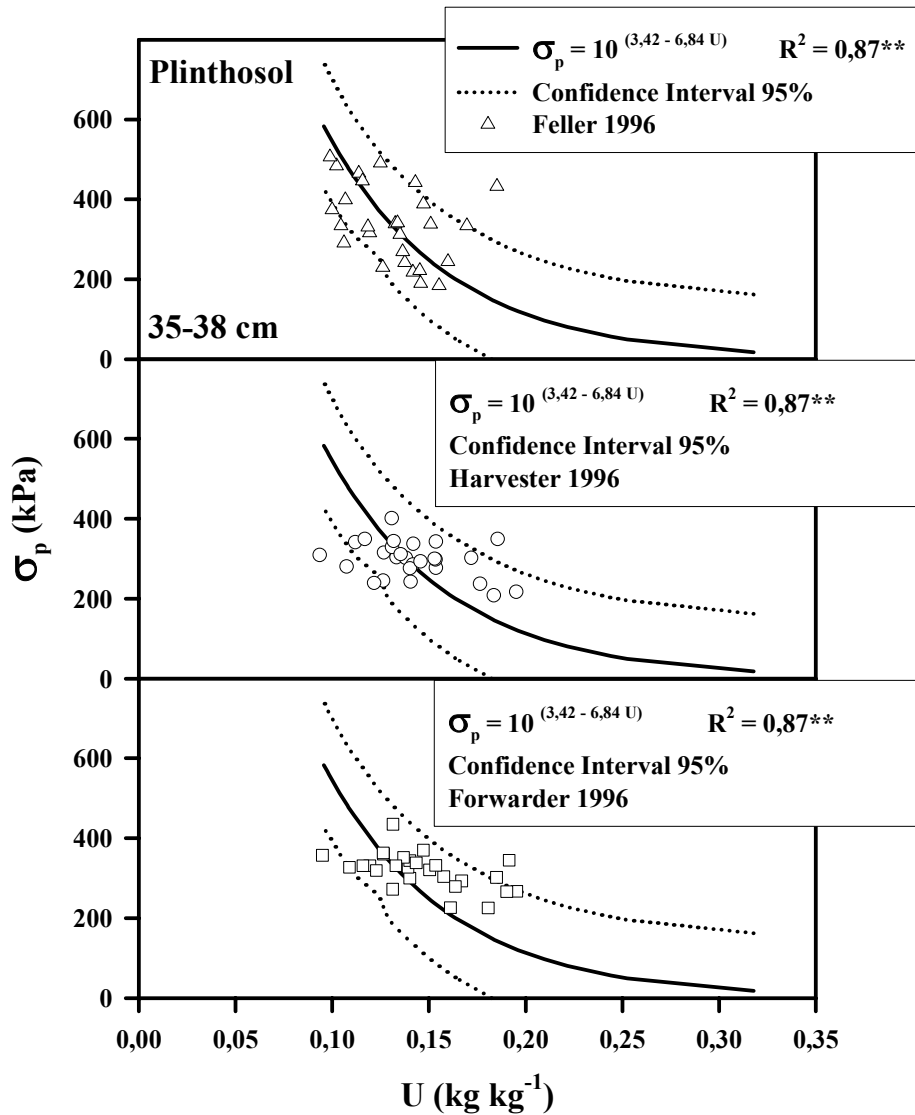 Plinthosol
σp = 10 (3,42 - 6,84 U) R2 = 0,87**
Confidence Interval 95%
Feller 1996
600
400
200
0
35-38 cm
σp = 10 (3,42 - 6,84 U) R2 = 0,87**
Confidence Interval 95%
Harvester 1996
600
400
200
0
σp (kPa)
σp = 10 (3,42 - 6,84 U) R2 = 0,87**
Confidence Interval 95%
Forwarder 1996
600
400
200
0
0,00 0,05 0,10 0,15 0,20 0,25 0,30 0,35
U (kg kg-1)